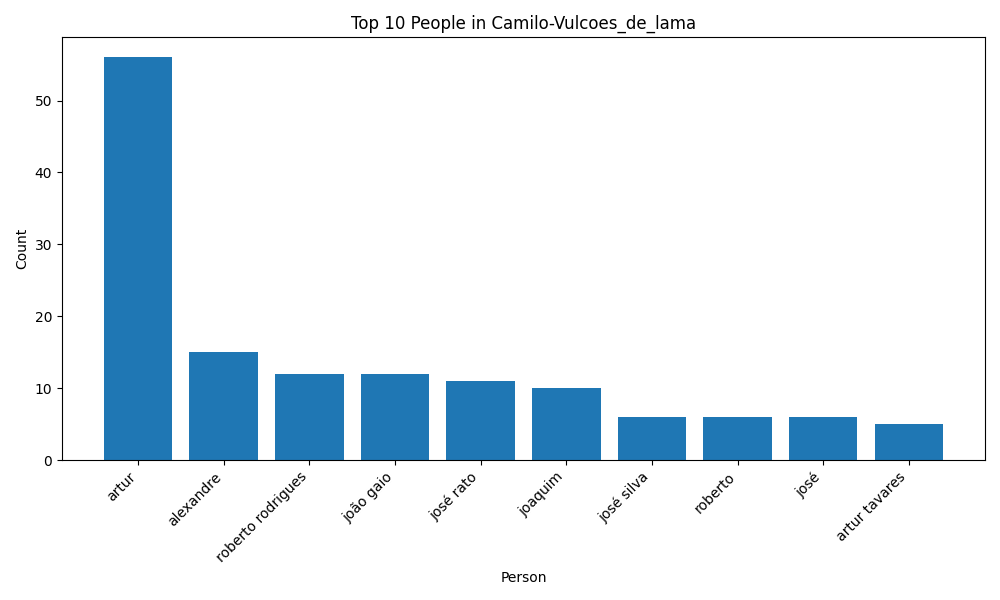 Top 10 People in Camilo-Vulcoes_de_lama
Count
50
40
30
20
10
0
artur
alexandre
roberto rodrigues
joão gaio
josé rato
joaquim
josé silva
roberto
josé
artur tavares
Person